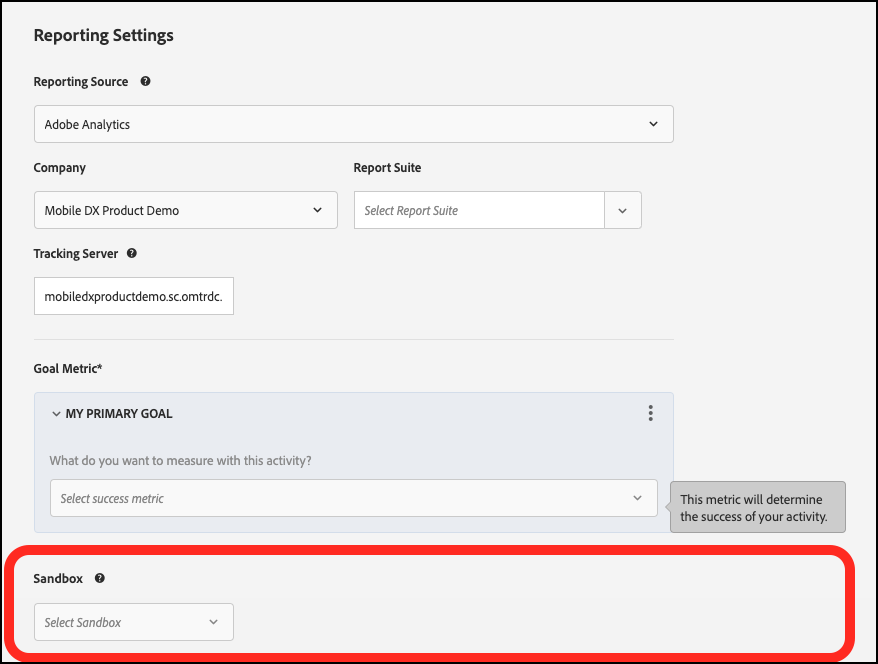 Reporting Settings
Reporting Source ?
Adobe Analytics
Company Report Suite
Mobile DX Product Demo Select Report Suite
Tracking Server ?
mobiledxproductdemo.sc.omtrdc.
Goal Metric*
MY PRIMARY GOAL
What do you want to measure with this activity?
Select success metric
This metric will determine
the success of your activity.
Sandbox ?
Select Sandbox